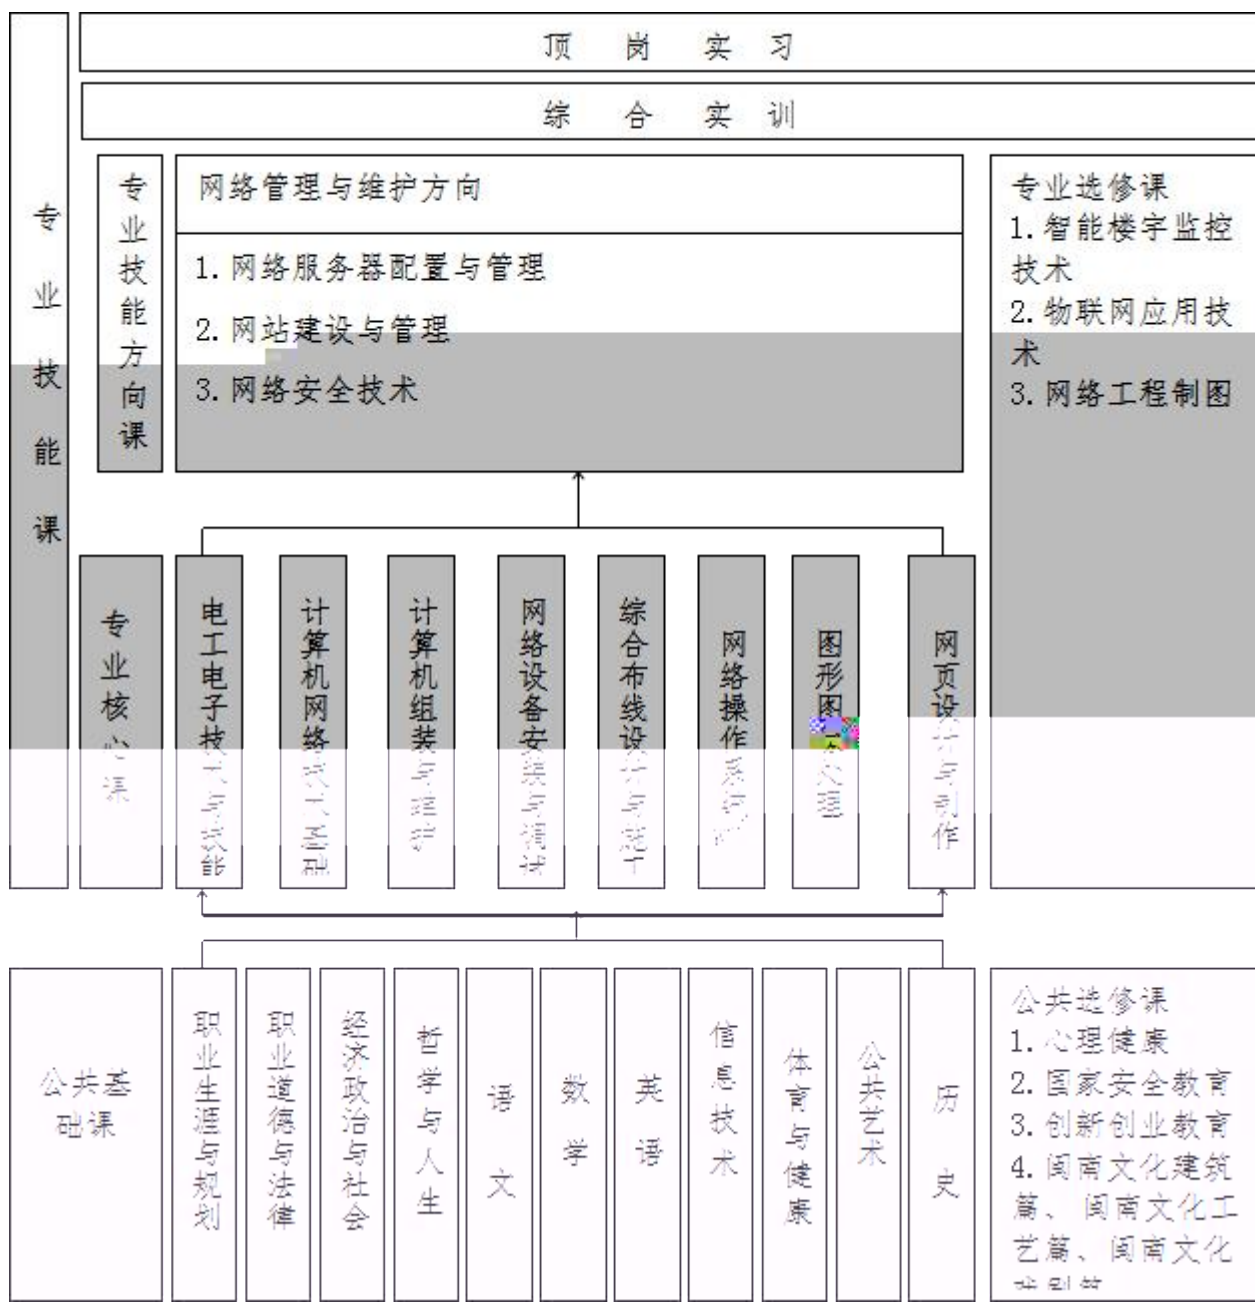 顶岗实习
综合实训
专业技能课
专业技能方向课
网络管理与维护方向
1.网络服务器配置与管理
2.网站建设与管理
3.网络安全技术
专业选修课
1.智能楼宇监控
技术
2.物联网应用技
术
3.网络工程制图
专业核心课
电工电子技术与技能
计算机网络技术基础
计算机组装与维护
网络设备安装与调试
综合布线设计与施工
网络操作系统
图形图像处理
网页设计与制作
公共基
础课
职业生涯与规划
职业道德与法律
经济政治与社会
哲学与人生
语文
数学
英语
信息技术
体育与健康
公共艺术
历史
公共选修课
1.心理健康
2.国家安全教育
3.创新创业教育
4.闽南文化建筑
篇、闽南文化工
艺篇、闽南文化